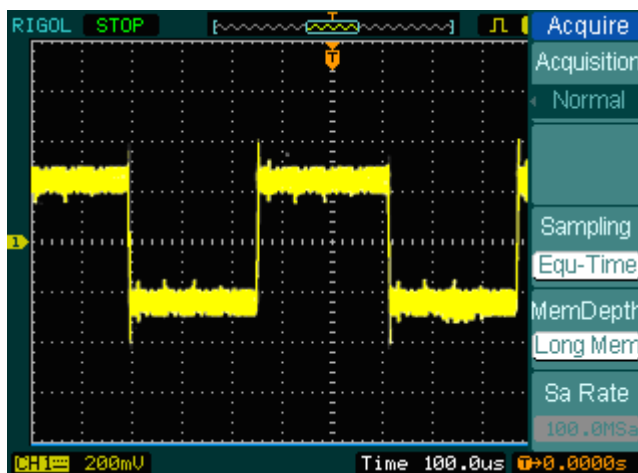 RIGOL STOP
T
Acquire
Acquisition
Normal
Sampling
Equ-Time
MemDepth
Long Mem
Sa Rate
100.0MSa
T
1
CH1 200mV Time 100.0us T→0.0000s